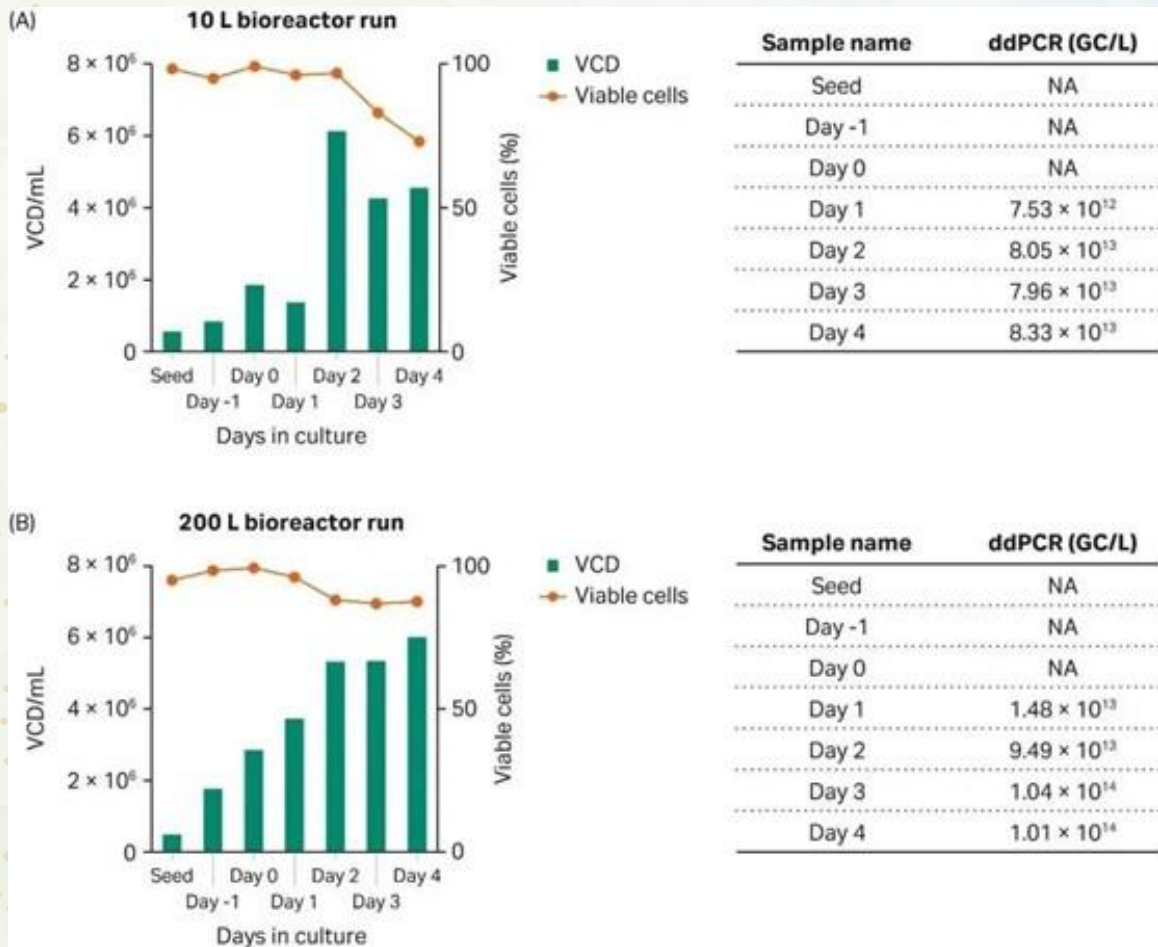 (A)
10 L bioreactor run
VCD/mL
8 × 10⁶
6 × 10⁶
4 × 10⁶
2 × 10⁶
0
100
50
0
Viable cells (%)
VCD
Viable cells
Seed Day 0 Day 2 Day 4
Day -1 Day 1 Day 3
Days in culture
Sample name ddPCR (GC/L)
Seed NA
Day -1 NA
Day 0 NA
Day 1 7.53 × 10¹²
Day 2 8.05 × 10¹³
Day 3 7.96 × 10¹³
Day 4 8.33 × 10¹³
(B)
200 L bioreactor run
VCD/mL
8 × 10⁶
6 × 10⁶
4 × 10⁶
2 × 10⁶
0
100
50
0
Viable cells (%)
VCD
Viable cells
Seed Day 0 Day 2 Day 4
Day -1 Day 1 Day 3
Days in culture
Sample name ddPCR (GC/L)
Seed NA
Day -1 NA
Day 0 NA
Day 1 1.48 × 10¹³
Day 2 9.49 × 10¹³
Day 3 1.04 × 10¹⁴
Day 4 1.01 × 10¹⁴